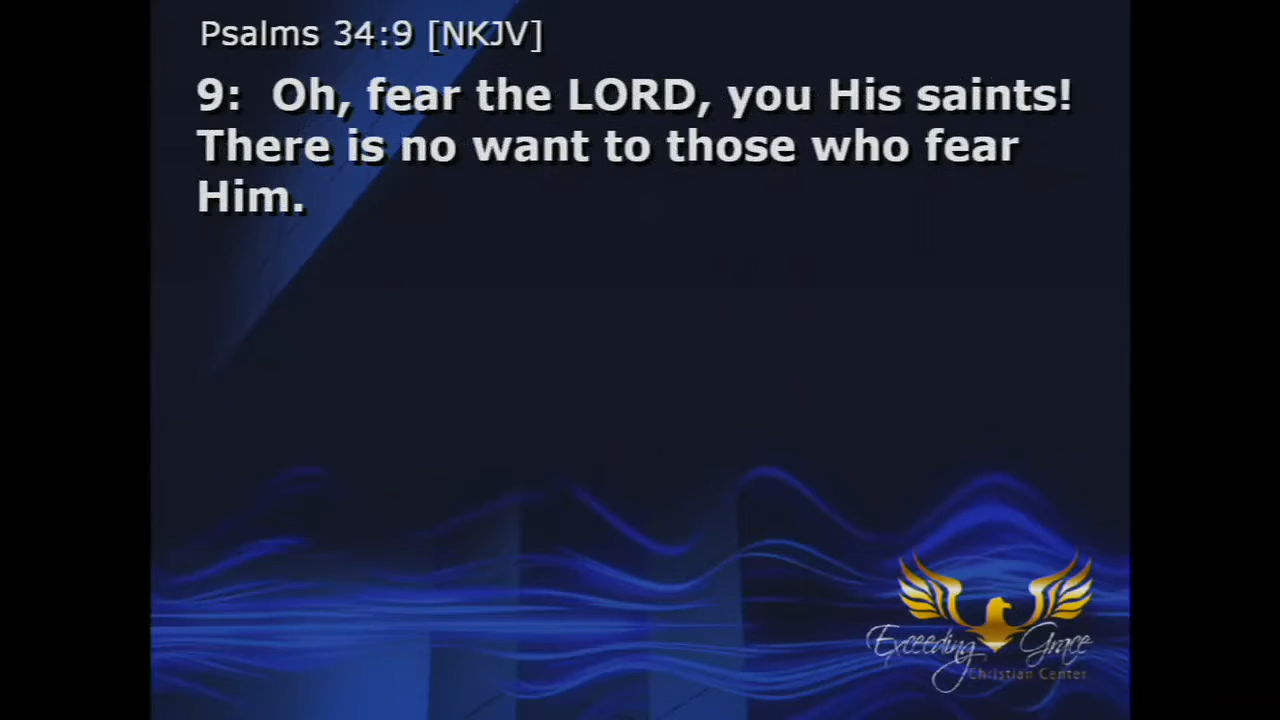 Psalms 34:9 [NKJV]
9: Oh, fear the LORD, you His saints!
There is no want to those who fear
Him.
Exceeding Grace
Christian Center